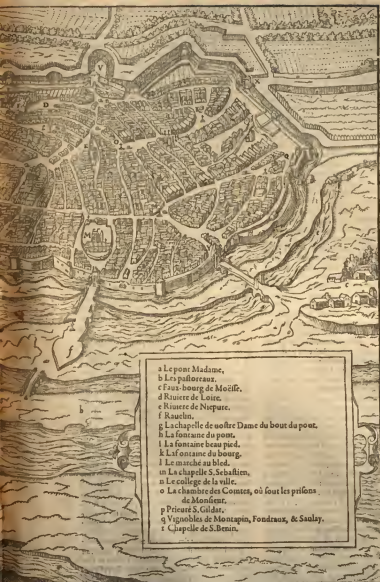 a Le pont Madame,
b Les pastoreaux.
c Faux-bourg de Moësse.
d Riuiere de Loire.
e Riuiere de Niepure.
f Rauelin.
g La chapelle de nostre Dame du bout du pont.
h La fontaine du pont.
i La fontaine beau pied.
k La fontaine du bourg.
l Le marché au bled.
m La chapelle S. Sebastien,
n Le college de la ville.
o La chambre des Comtes, où sont les prisons
de Monsieur.
p Prieuré S. Gildar,
q Vignobles de Montapin, Fondraux, & Saulay.
r Chapelle de S. Benin,